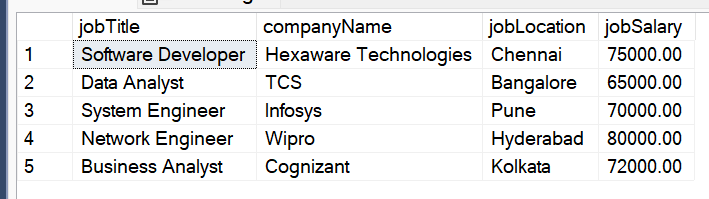 jobTitle companyName jobLocation jobSalary
1 Software Developer Hexaware Technologies Chennai 75000.00
2 Data Analyst TCS Bangalore 65000.00
3 System Engineer Infosys Pune 70000.00
4 Network Engineer Wipro Hyderabad 80000.00
5 Business Analyst Cognizant Kolkata 72000.00